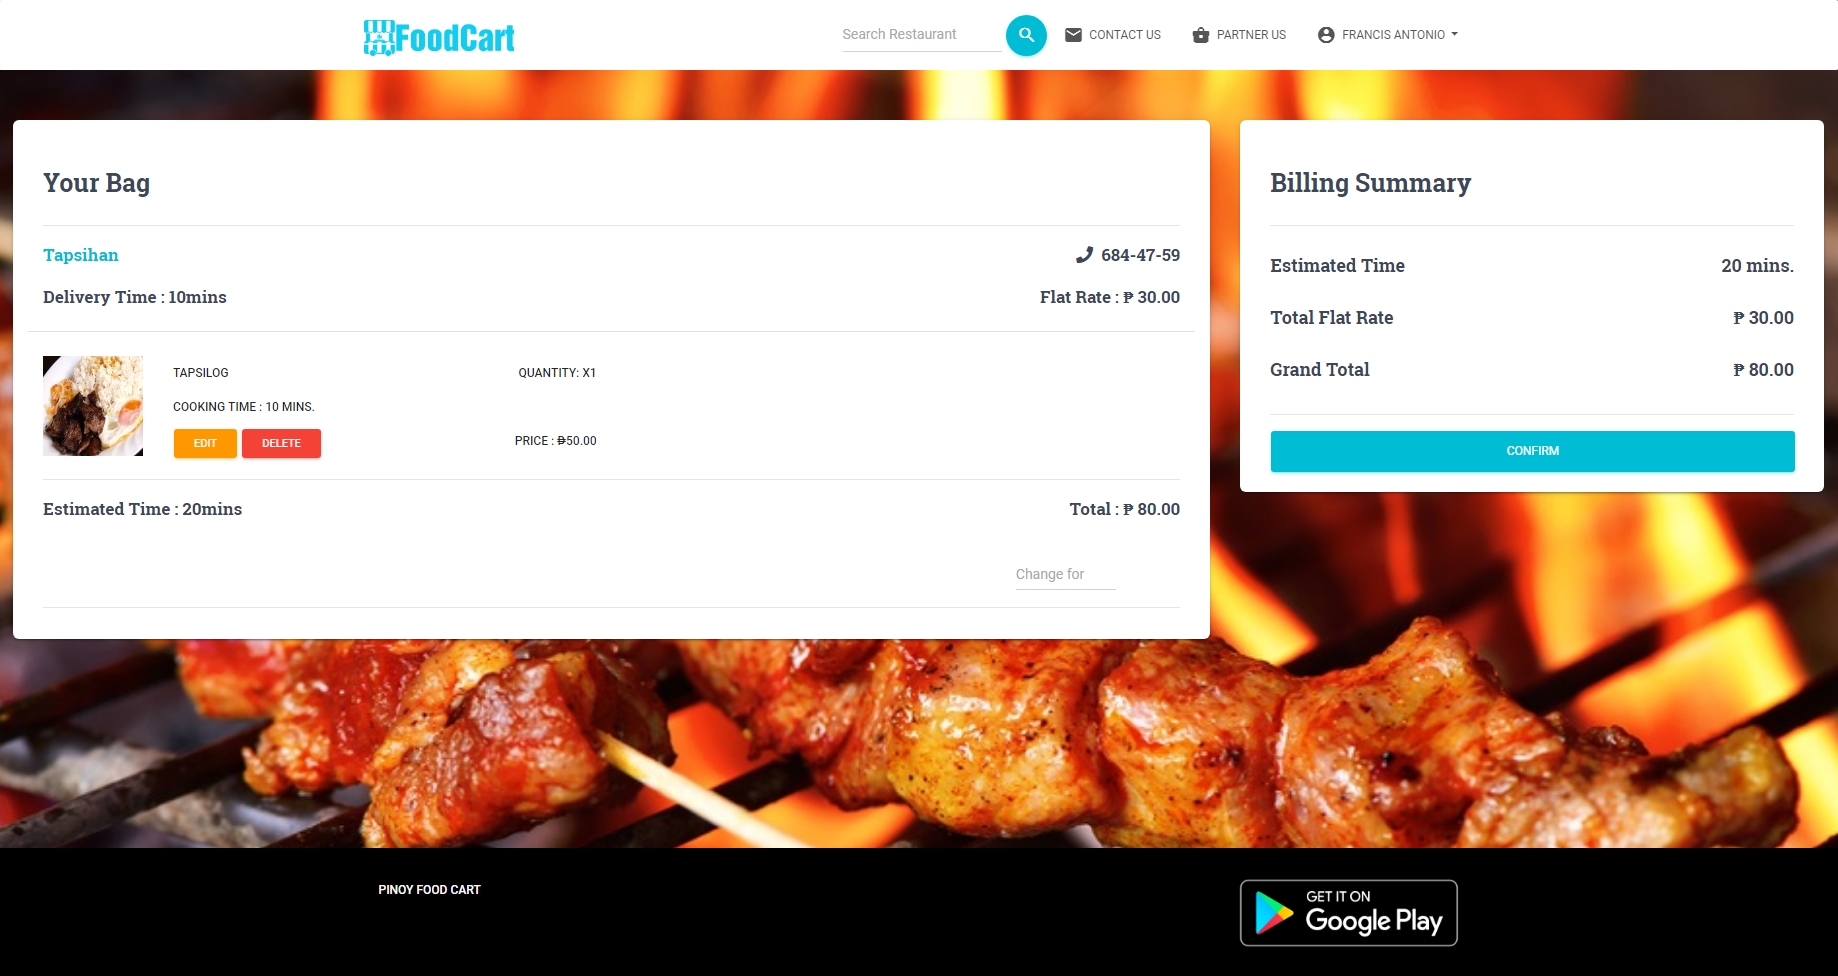 FoodCart
Search Restaurant
CONTACT US
PARTNER US
FRANCIS ANTONIO
Your Bag
Tapsihan
684-47-59
Delivery Time : 10mins
Flat Rate : ₱ 30.00
TAPSILOG
QUANTITY: X1
COOKING TIME : 10 MINS.
EDIT
DELETE
PRICE : ₱50.00
Estimated Time : 20mins
Total : ₱ 80.00
Change for
Billing Summary
Estimated Time
20 mins.
Total Flat Rate
₱ 30.00
Grand Total
₱ 80.00
CONFIRM
PINOY FOOD CART
GET IT ON
Google Play